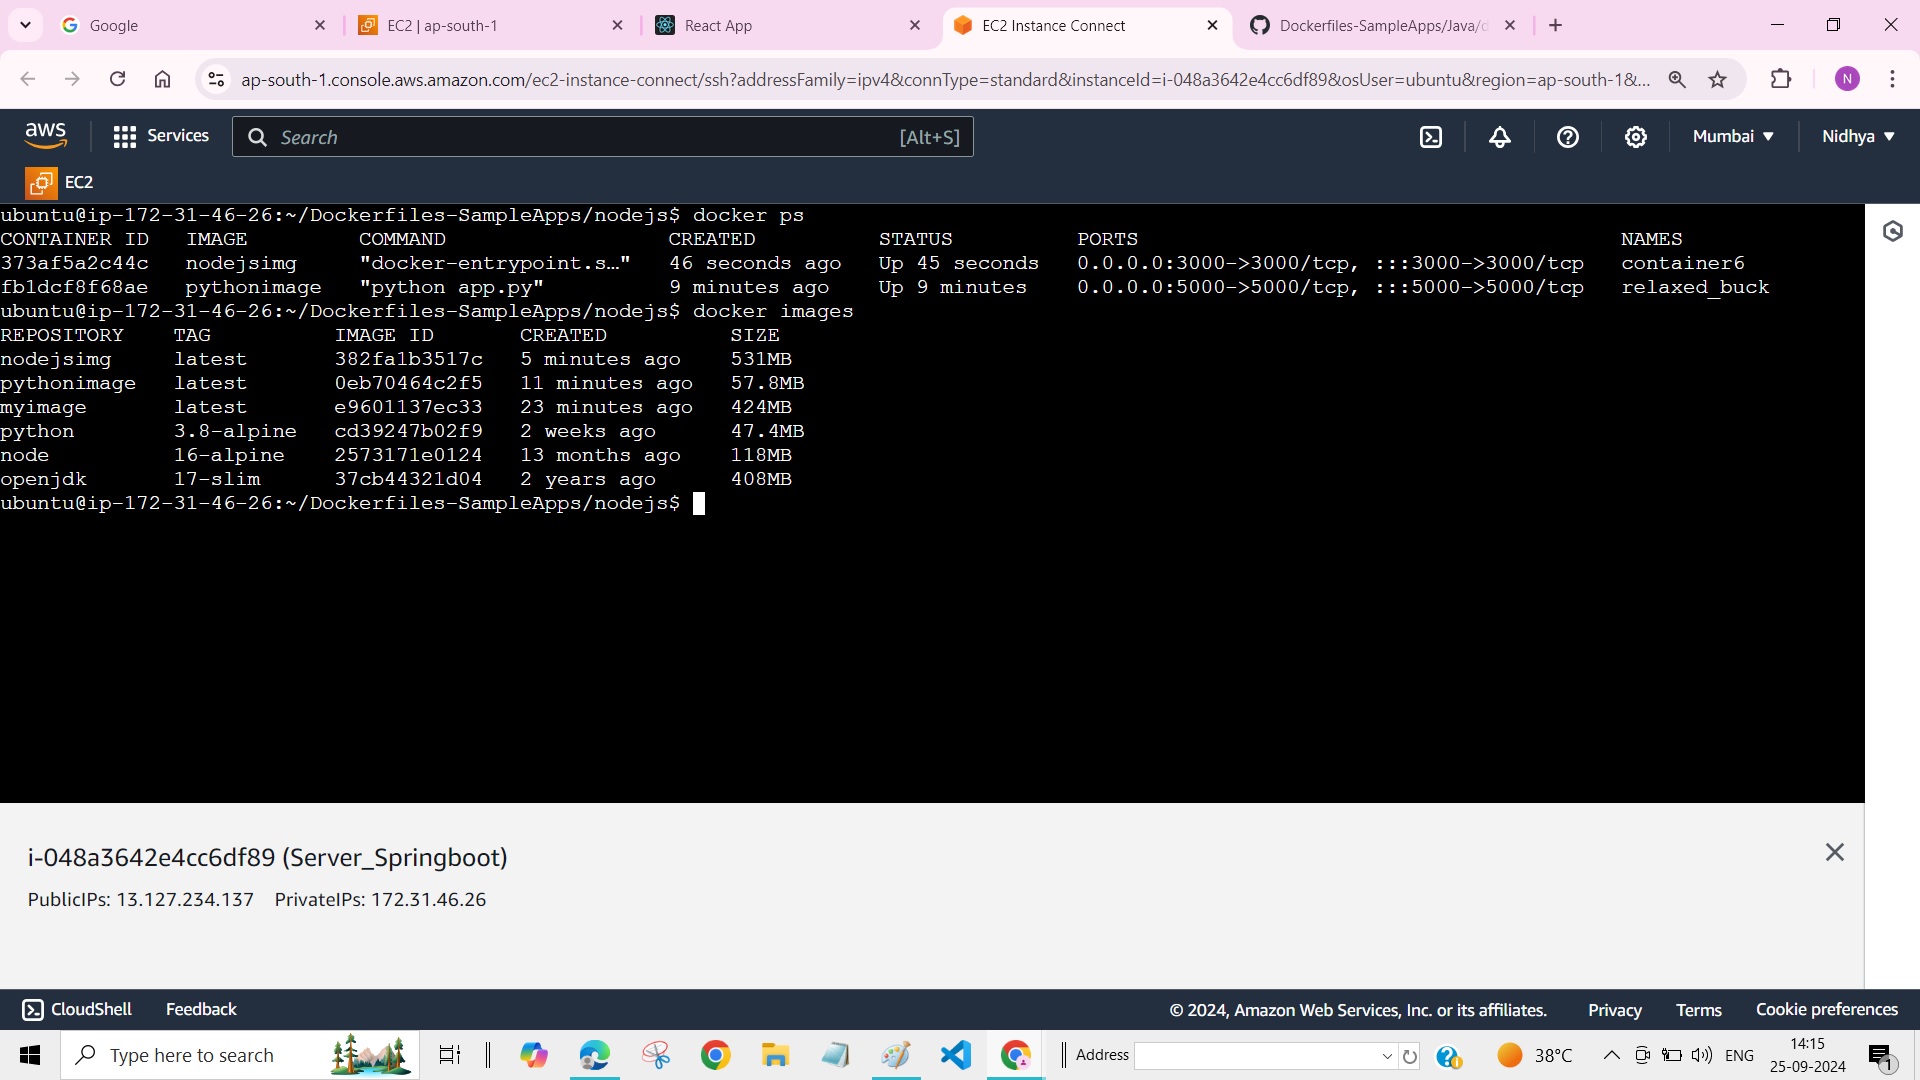 Google
EC2 | ap-south-1
React App
EC2 Instance Connect
Dockerfiles-SampleApps/Java/d
ap-south-1.console.aws.amazon.com/ec2-instance-connect/ssh?addressFamily=ipv4&connType=standard&instanceId=i-048a3642e4cc6df89&osUser=ubuntu&region=ap-south-1&...
N
aws
Services
Search
[Alt+S]
Mumbai
Nidhya
EC2
ubuntu@ip-172-31-46-26:~/Dockerfiles-SampleApps/nodejs$ docker ps
CONTAINER ID   IMAGE         COMMAND                  CREATED          STATUS          PORTS                                       NAMES
373af5a2c44c   nodejsimg     "docker-entrypoint.s…"   46 seconds ago   Up 45 seconds   0.0.0.0:3000->3000/tcp, :::3000->3000/tcp   container6
fb1dcf8f68ae   pythonimage   "python app.py"          9 minutes ago    Up 9 minutes    0.0.0.0:5000->5000/tcp, :::5000->5000/tcp   relaxed_buck
ubuntu@ip-172-31-46-26:~/Dockerfiles-SampleApps/nodejs$ docker images
REPOSITORY    TAG          IMAGE ID       CREATED          SIZE
nodejsimg     latest       382fa1b3517c   5 minutes ago    531MB
pythonimage   latest       0eb70464c2f5   11 minutes ago   57.8MB
myimage       latest       e9601137ec33   23 minutes ago   424MB
python        3.8-alpine   cd39247b02f9   2 weeks ago      47.4MB
node          16-alpine    2573171e0124   13 months ago    118MB
openjdk       17-slim      37cb44321d04   2 years ago      408MB
ubuntu@ip-172-31-46-26:~/Dockerfiles-SampleApps/nodejs$
i-048a3642e4cc6df89 (Server_Springboot)
PublicIPs: 13.127.234.137    PrivateIPs: 172.31.46.26
CloudShell
Feedback
© 2024, Amazon Web Services, Inc. or its affiliates.
Privacy
Terms
Cookie preferences
Type here to search
Address
38°C
ENG
14:15
25-09-2024
1